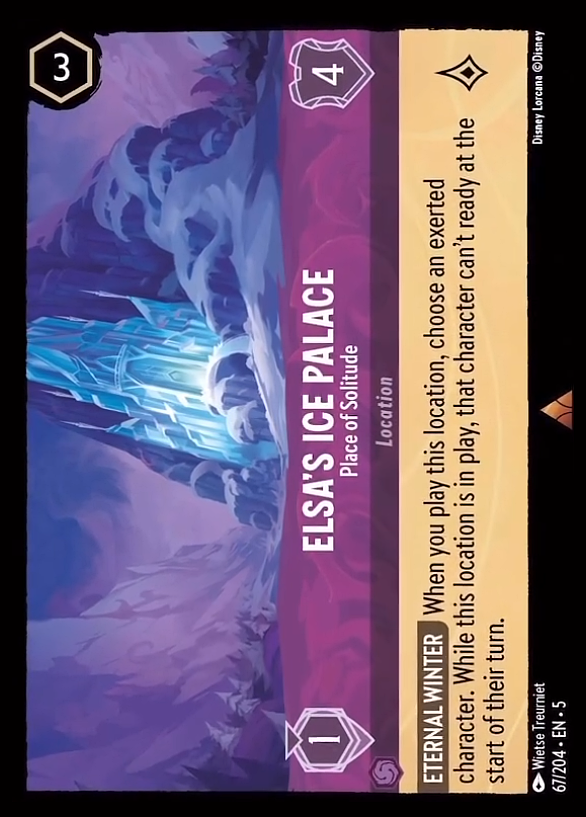 3
4
ELSA'S ICE PALACE
Place of Solitude
1
Location
ETERNAL WINTER When you play this location, choose an exerted
character. While this location is in play, that character can't ready at the
start of their turn.
Wietse Treurniet
67/204 • EN • 5
Disney Lorcana ©Disney